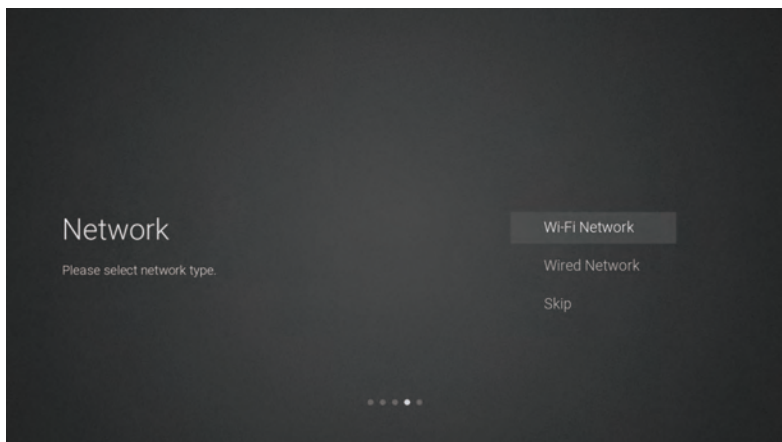 Network
Please select network type.
Wi-Fi Network
Wired Network
Skip